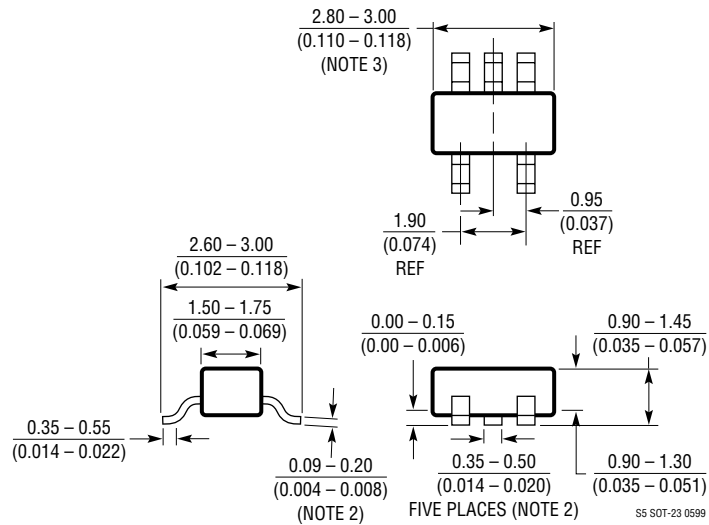 2.80 – 3.00
(0.110 – 0.118)
(NOTE 3)
0.95
(0.037)
REF
1.90
(0.074)
REF
2.60 – 3.00
(0.102 – 0.118)
1.50 – 1.75
(0.059 – 0.069)
0.00 – 0.15
(0.00 – 0.006)
0.90 – 1.45
(0.035 – 0.057)
0.35 – 0.55
(0.014 – 0.022)
0.09 – 0.20
(0.004 – 0.008)
(NOTE 2)
0.35 – 0.50
(0.014 – 0.020)
FIVE PLACES (NOTE 2)
0.90 – 1.30
(0.035 – 0.051)
S5 SOT-23 0599